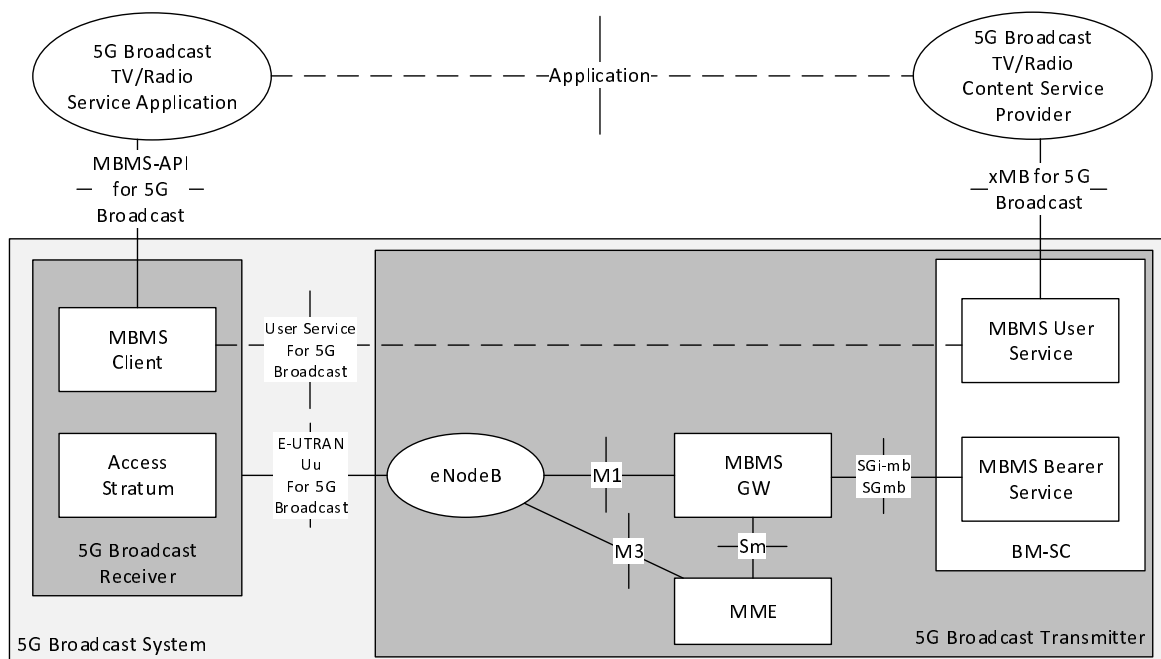 5G Broadcast
TV/Radio
Service Application
Application
5G Broadcast
TV/Radio
Content Service
Provider
MBMS-API
for 5G
Broadcast
xMB for 5G
Broadcast
MBMS
Client
User Service
For 5G
Broadcast
MBMS User
Service
Access
Stratum
E-UTRAN
Uu
For 5G
Broadcast
eNodeB
M1
MBMS
GW
SGi-mb
SGmb
MBMS Bearer
Service
5G Broadcast
Receiver
M3
Sm
BM-SC
MME
5G Broadcast System
5G Broadcast Transmitter